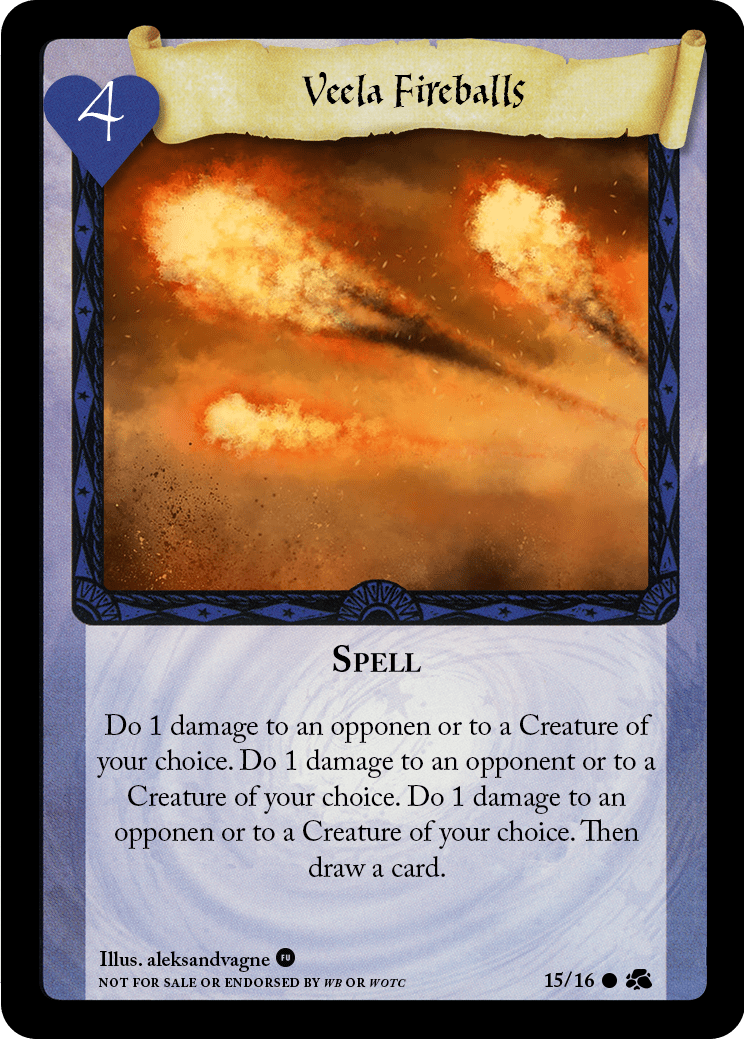 4
Veela Fireballs
SPELL
Do 1 damage to an opponen or to a Creature of
your choice. Do 1 damage to an opponent or to a
Creature of your choice. Do 1 damage to an
opponen or to a Creature of your choice. Then
draw a card.
Illus. aleksandvagne FU
NOT FOR SALE OR ENDORSED BY WB OR WOTC
15/16